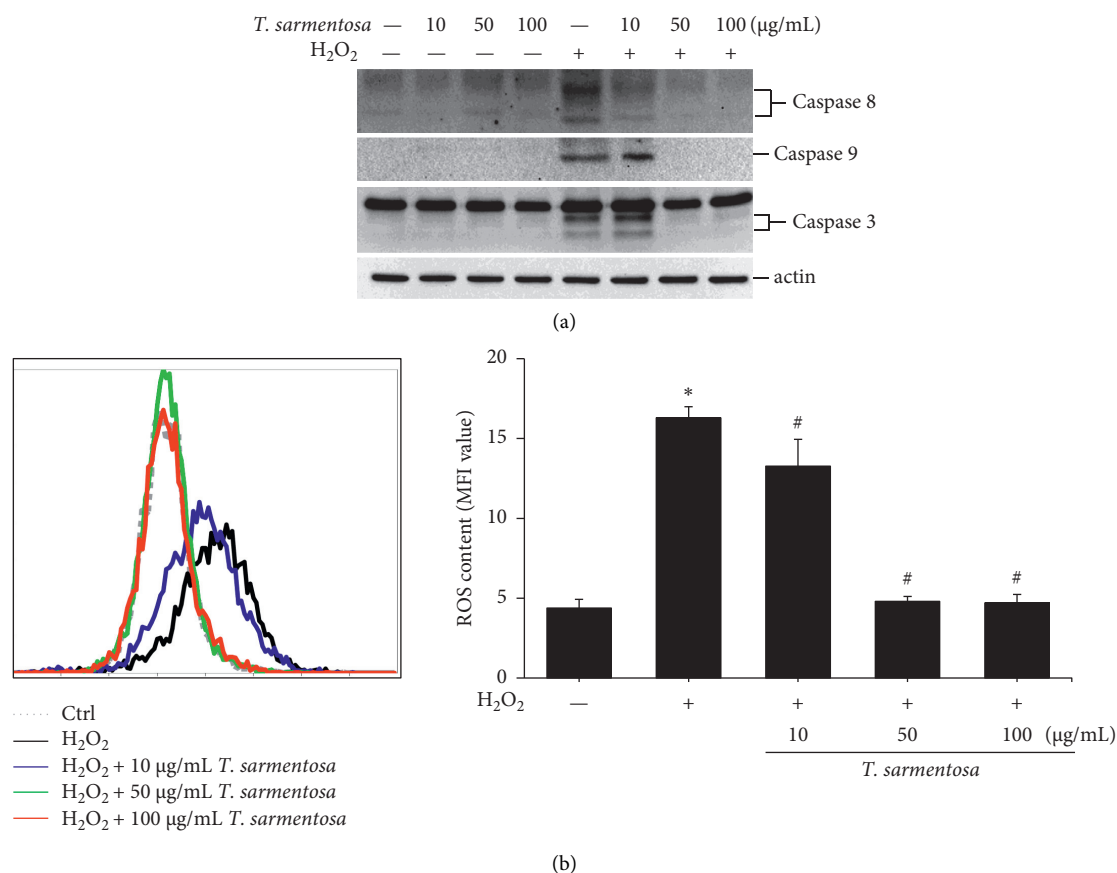 T. sarmentosa — 10 50 100 — 10 50 100 (μg/mL)
H₂O₂ — — — — + + + +
Caspase 8
Caspase 9
Caspase 3
actin
(a)
Ctrl
H₂O₂
H₂O₂ + 10 μg/mL T. sarmentosa
H₂O₂ + 50 μg/mL T. sarmentosa
H₂O₂ + 100 μg/mL T. sarmentosa
ROS content (MFI value)
20
15
10
5
0
*
#
#
#
H₂O₂ — + + + +
10 50 100 (μg/mL)
T. sarmentosa
(b)